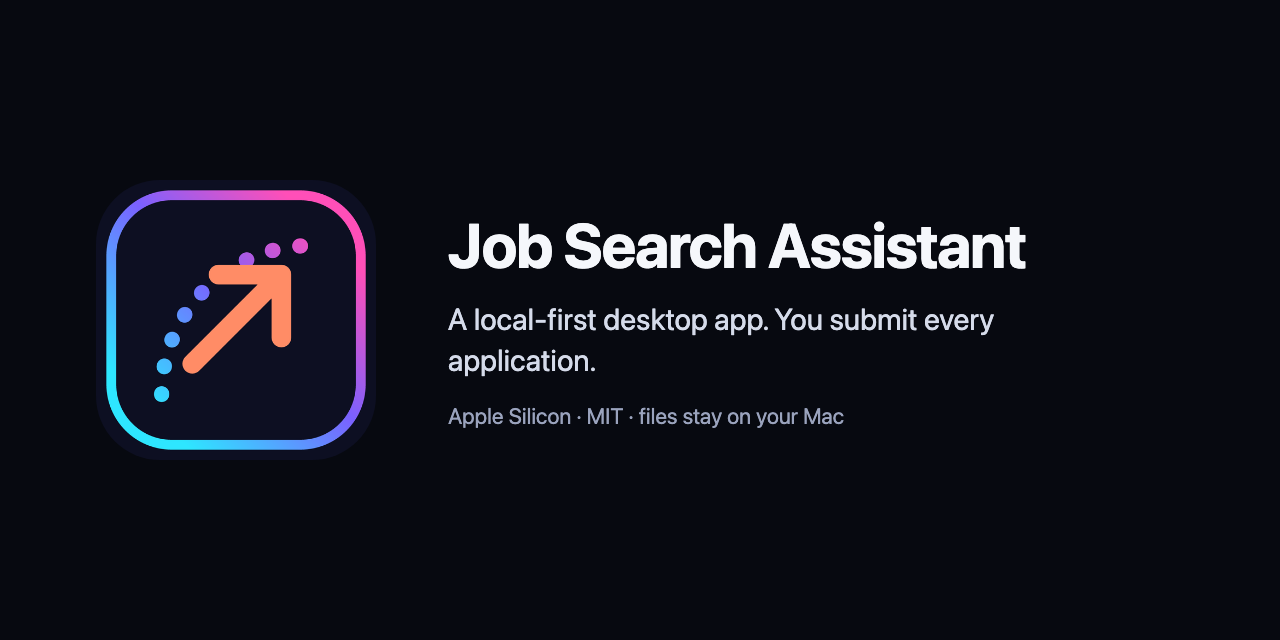 Job Search Assistant
A local-first desktop app. You submit every
application.
Apple Silicon · MIT · files stay on your Mac